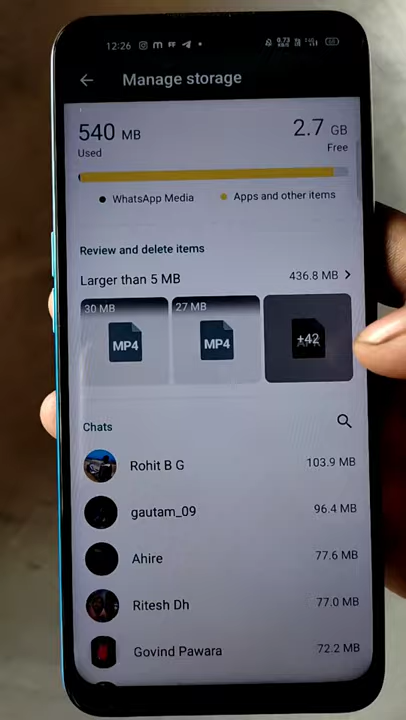 12:26
Manage storage
540 MB 2.7 GB
Used Free
WhatsApp Media Apps and other items
Review and delete items
Larger than 5 MB 436.8 MB
30 MB 27 MB
MP4 MP4 +42
Chats
Rohit B G 103.9 MB
gautam_09 96.4 MB
Ahire 77.6 MB
Ritesh Dh 77.0 MB
Govind Pawara 72.2 MB